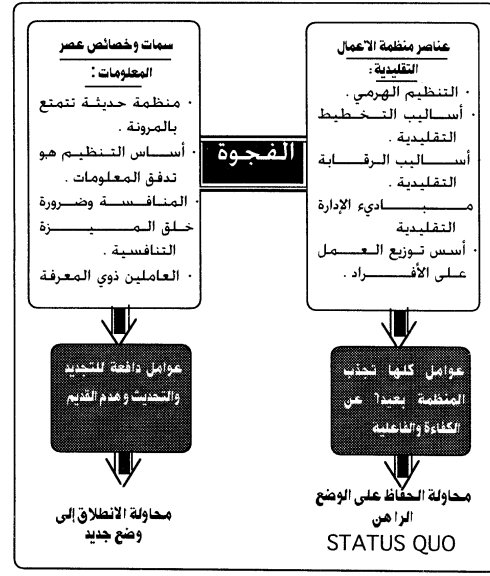 عناصر منظمة الاعمال
التقليدية :
· التنظيم الهرمي .
· أساليب التخطيط
التقليدية .
أساليب الرقابة
التقليدية .
مباديء الإدارة
التقليدية
· أسس توزيع العمل
على الأفراد .
الفجوة
سمات وخصائص عصر
المعلومات :
· منظمة حديثة تتمتع
بالمرونة .
· أساس التنظيم هو
تدفق المعلومات .
· المنافسة وضرورة
خلق الميزة
التنافسية .
· العاملين ذوي المعرفة
عوامل كلها تجذب
المنظمة بعيد? عن
الكفاءة والفاعلية
عوامل دافعة للتجديد
والتحديث وهدم القديم
محاولة الحفاظ على الوضع
الراهن
STATUS QUO
محاولة الانطلاق إلى
وضع جديد